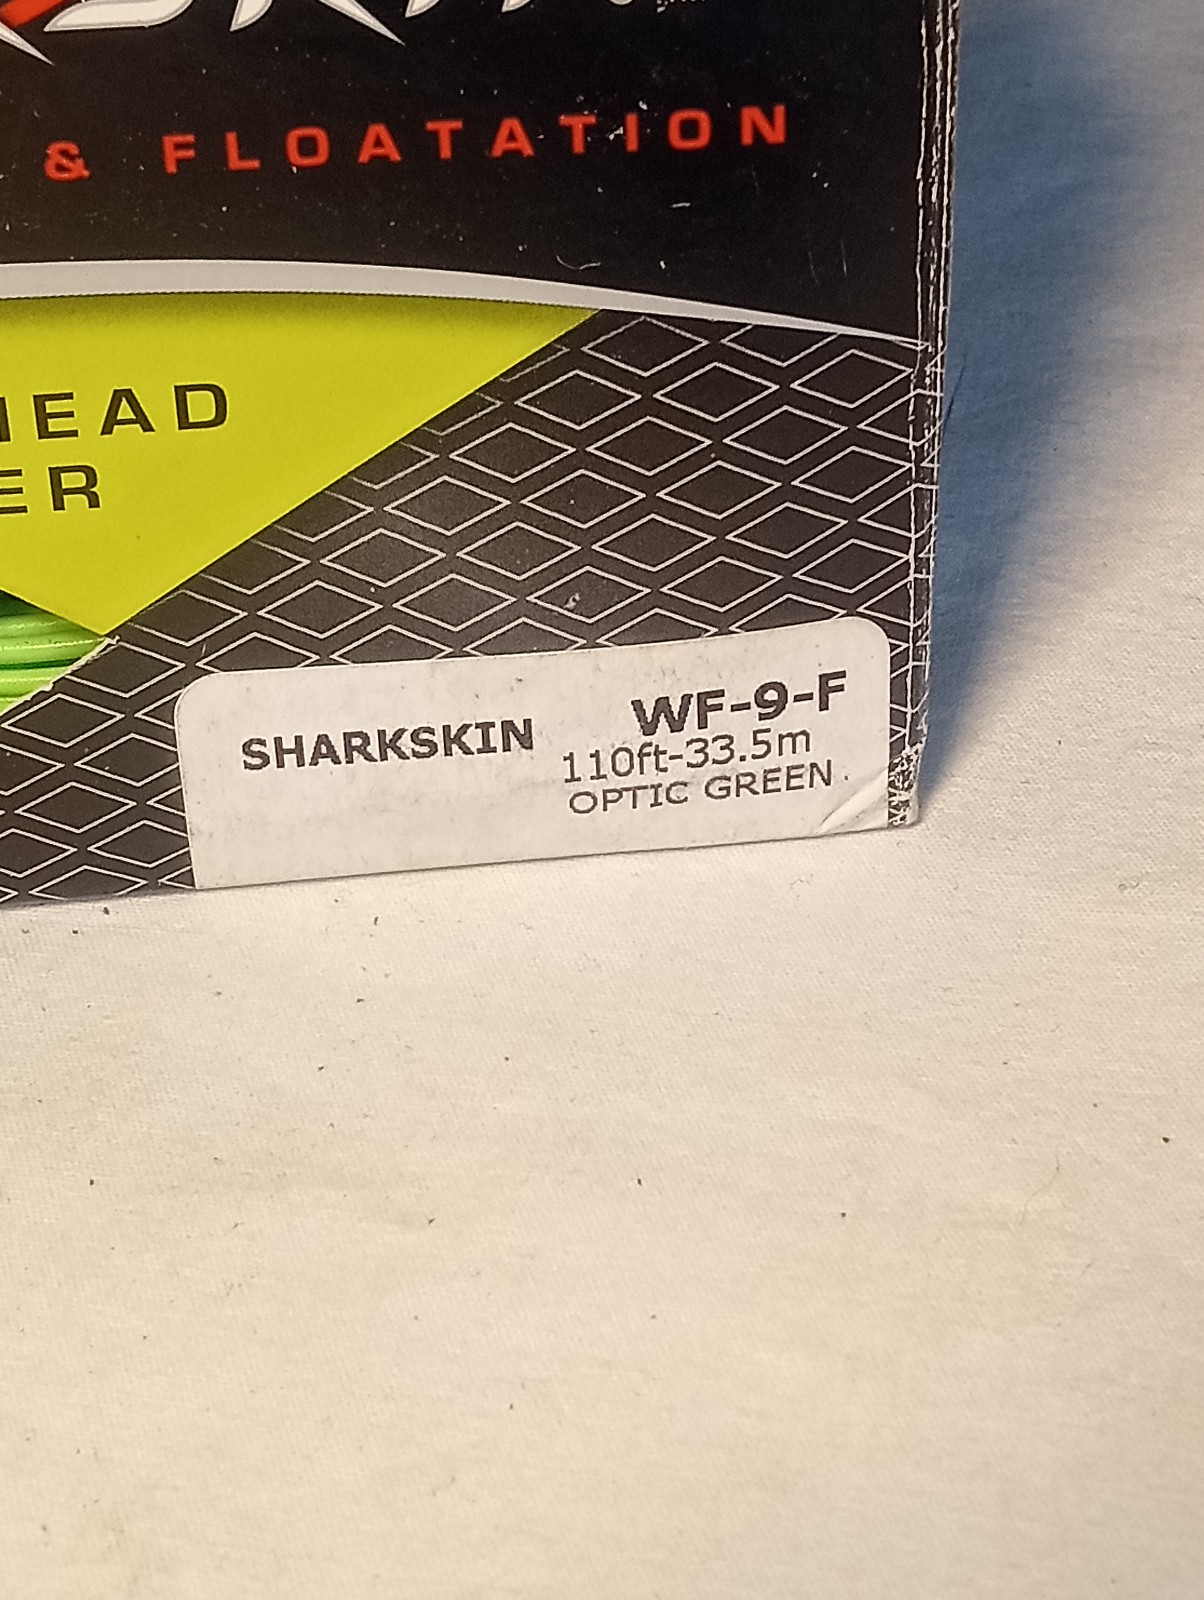 & FLOATATION
HEAD
ER
SHARKSKIN
WF-9-F
110ft-33.5m
OPTIC GREEN